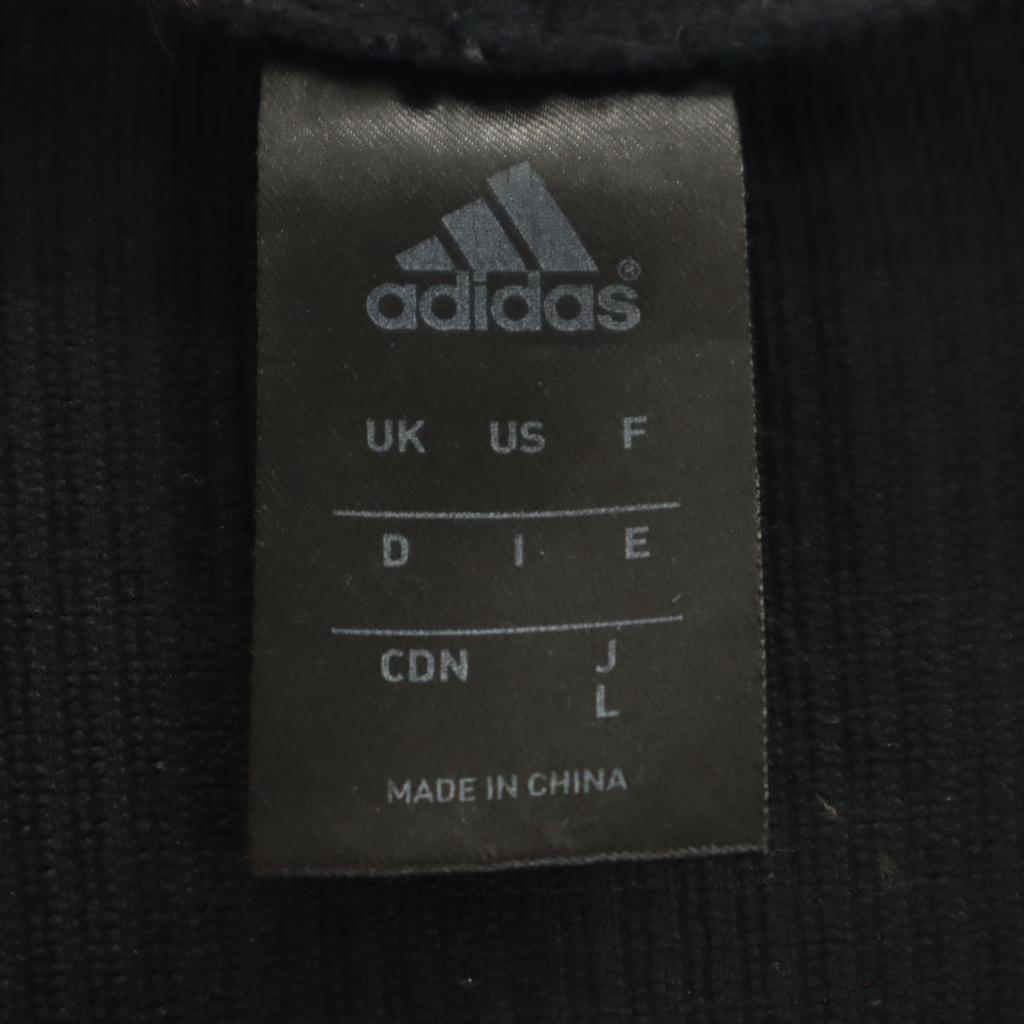 adidas®
UK US F
D I E
CDN J
L
MADE IN CHINA